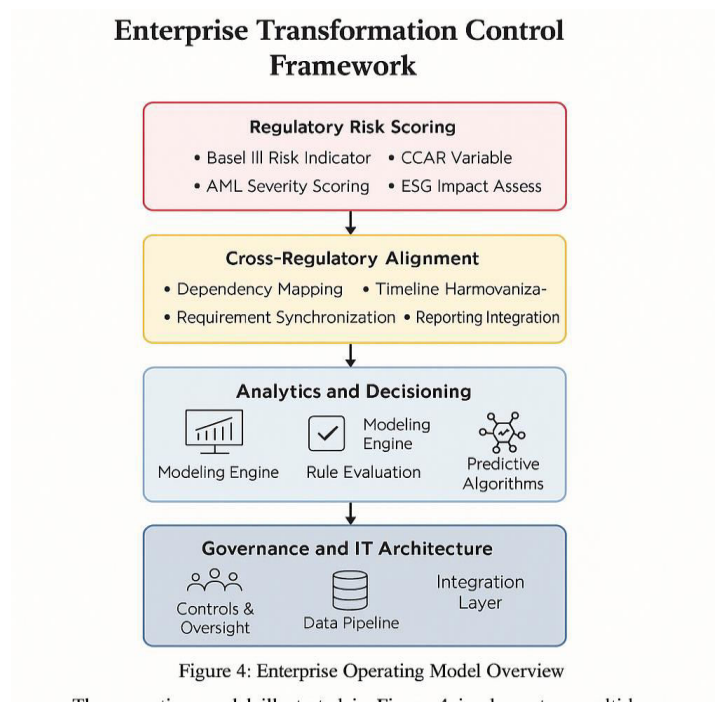 Enterprise Transformation Control
Framework
Regulatory Risk Scoring
• Basel III Risk Indicator • CCAR Variable
• AML Severity Scoring • ESG Impact Assess
Cross-Regulatory Alignment
• Dependency Mapping • Timeline Harmovaniza-
• Requirement Synchronization • Reporting Integration
Analytics and Decisioning
Modeling
Engine
Modeling Engine
Rule Evaluation
Predictive
Algorithms
Governance and IT Architecture
Controls &
Oversight
Data Pipeline
Integration
Layer
Figure 4: Enterprise Operating Model Overview